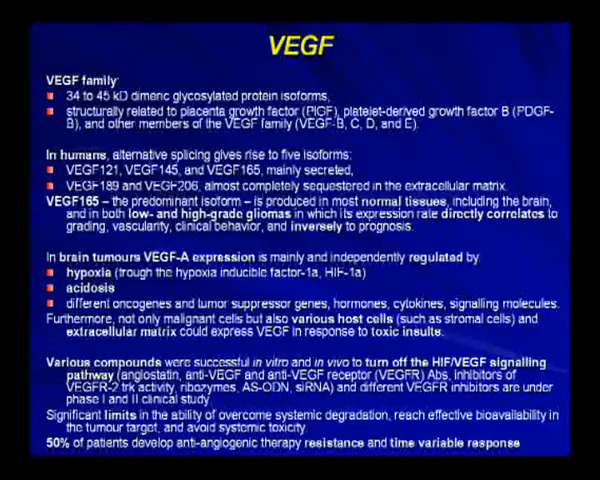 VEGF
VEGF family:
34 to 45 kD dimeric glycosylated protein isoforms,
structurally related to placenta growth factor (PlGF), platelet-derived growth factor B (PDGF-
B), and other members of the VEGF family (VEGF-B, C, D, and E).
In humans, alternative splicing gives rise to five isoforms:
VEGF121, VEGF145, and VEGF165, mainly secreted,
VEGF189 and VEGF206, almost completely sequestered in the extracellular matrix.
VEGF165 – the predominant isoform – is produced in most normal tissues, including the brain,
and in both low- and high-grade gliomas in which its expression rate directly correlates to
grading, vascularity, clinical behavior, and inversely to prognosis.
In brain tumours VEGF-A expression is mainly and independently regulated by:
hypoxia (trough the hypoxia inducible factor-1a, HIF-1a)
acidosis
different oncogenes and tumor suppressor genes, hormones, cytokines, signalling molecules.
Furthermore, not only malignant cells but also various host cells (such as stromal cells) and
extracellular matrix could express VEGF in response to toxic insults.
Various compounds were successful in vitro and in vivo to turn off the HIF/VEGF signalling
pathway (angiostatin, anti-VEGF and anti-VEGF receptor (VEGFR) Abs, inhibitors of
VEGFR-2 trk activity, ribozymes, AS-ODN, siRNA) and different VEGFR inhibitors are under
phase I and II clinical study.
Significant limits in the ability of overcome systemic degradation, reach effective bioavailability in
the tumour target, and avoid systemic toxicity
50% of patients develop anti-angiogenic therapy resistance and time variable response